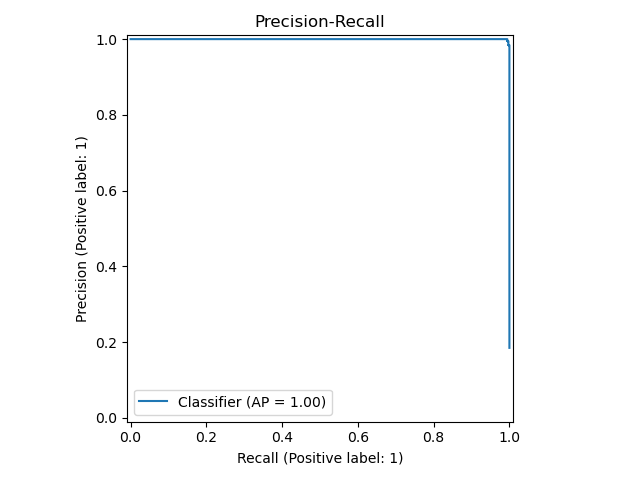 Precision-Recall
1.0
0.8
0.6
0.4
0.2
0.0
Precision (Positive label: 1)
Classifier (AP = 1.00)
0.0 0.2 0.4 0.6 0.8 1.0
Recall (Positive label: 1)